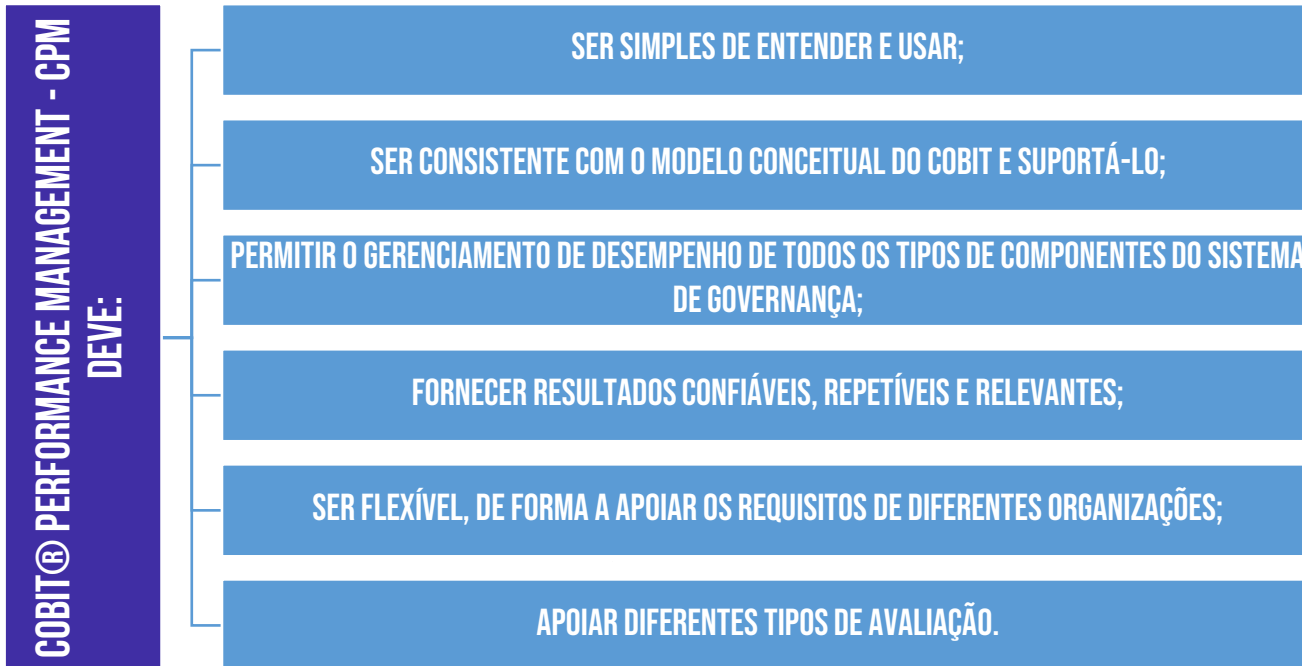 COBIT® PERFORMANCE MANAGEMENT - CPM
DEVE:
SER SIMPLES DE ENTENDER E USAR;
SER CONSISTENTE COM O MODELO CONCEITUAL DO COBIT E SUPORTÁ-LO;
PERMITIR O GERENCIAMENTO DE DESEMPENHO DE TODOS OS TIPOS DE COMPONENTES DO SISTEMA
DE GOVERNANÇA;
FORNECER RESULTADOS CONFIÁVEIS, REPETÍVEIS E RELEVANTES;
SER FLEXÍVEL, DE FORMA A APOIAR OS REQUISITOS DE DIFERENTES ORGANIZAÇÕES;
APOIAR DIFERENTES TIPOS DE AVALIAÇÃO.